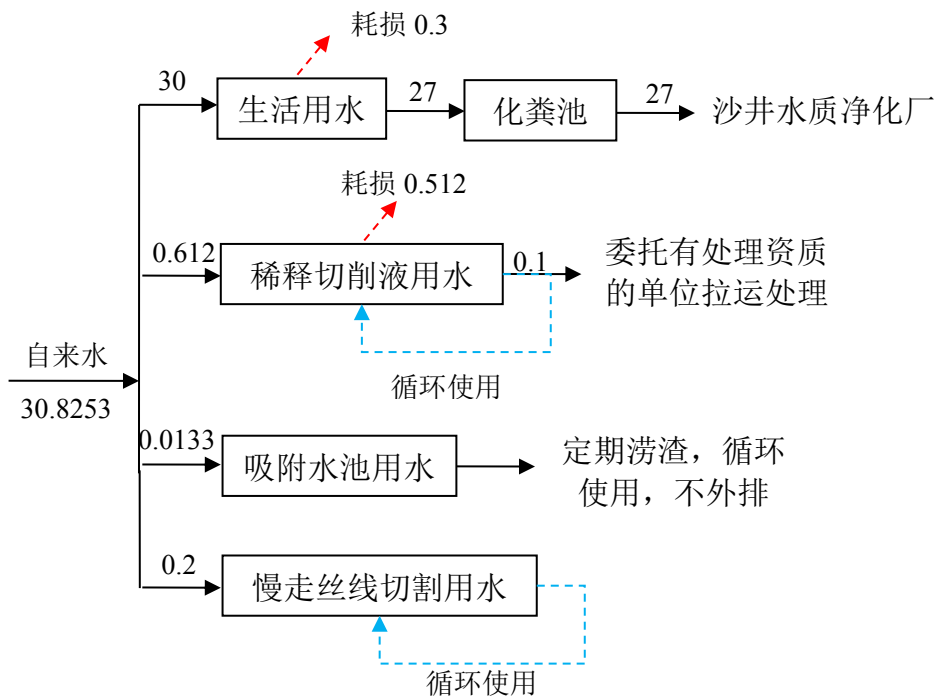 耗损 0.3
30
生活用水
27
化粪池
27
沙井水质净化厂
耗损 0.512
0.612
稀释切削液用水
0.1
委托有处理资质
的单位拉运处理
循环使用
自来水
30.8253
0.0133
吸附水池用水
定期涝渣，循环
使用，不外排
0.2
慢走丝线切割用水
循环使用